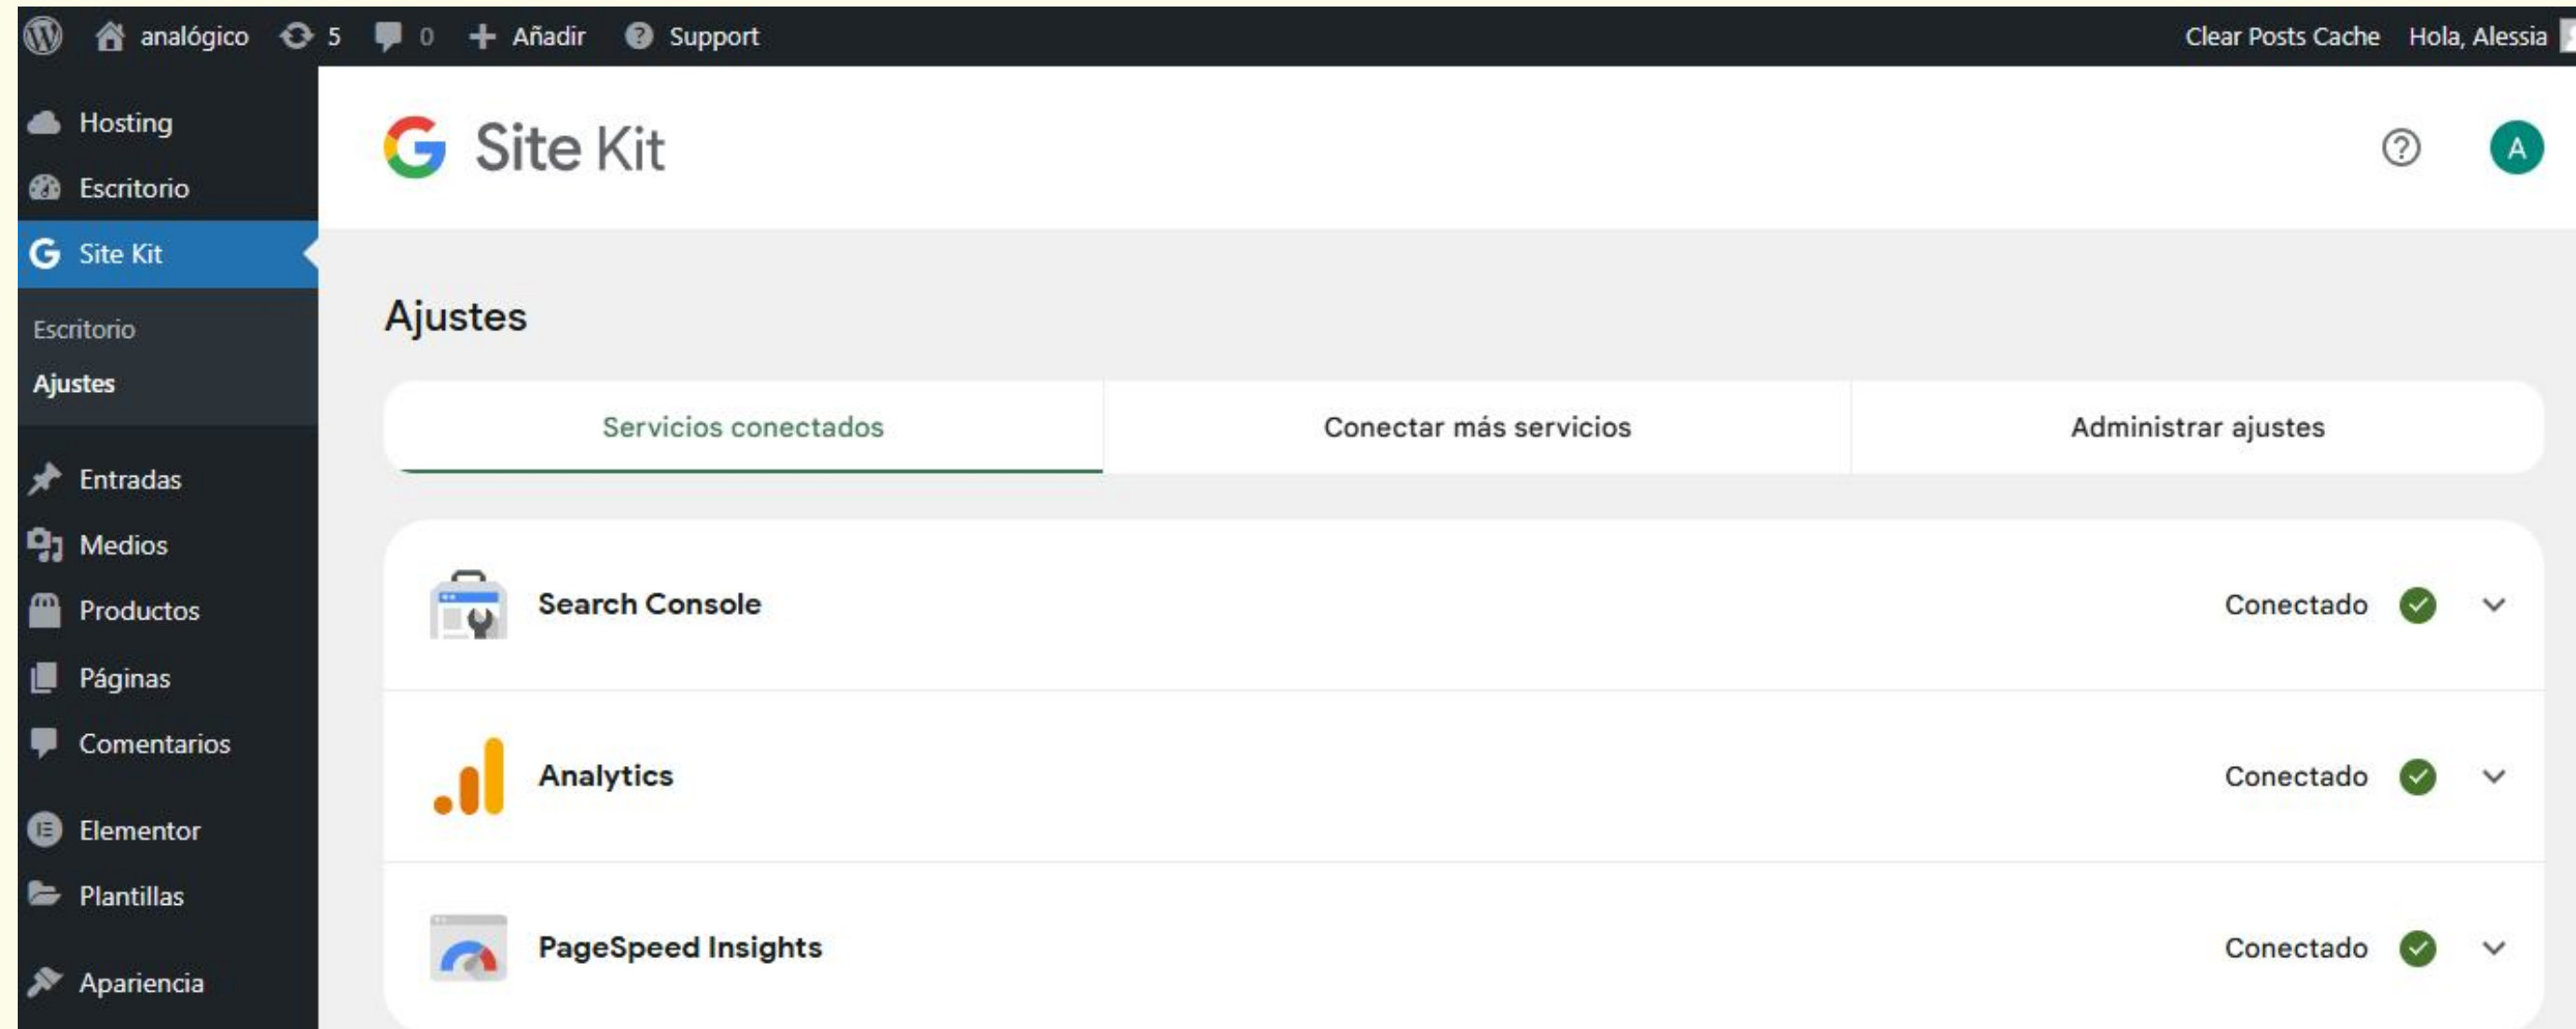 analógico 5 0 Añadir Support Clear Posts Cache Hola, Alessia
Hosting
Escritorio
Site Kit
Escritorio
Ajustes
Entradas
Medios
Productos
Páginas
Comentarios
Elementor
Plantillas
Apariencia
G Site Kit
A
Ajustes
Servicios conectados Conectar más servicios Administrar ajustes
Search Console Conectado
Analytics Conectado
PageSpeed Insights Conectado